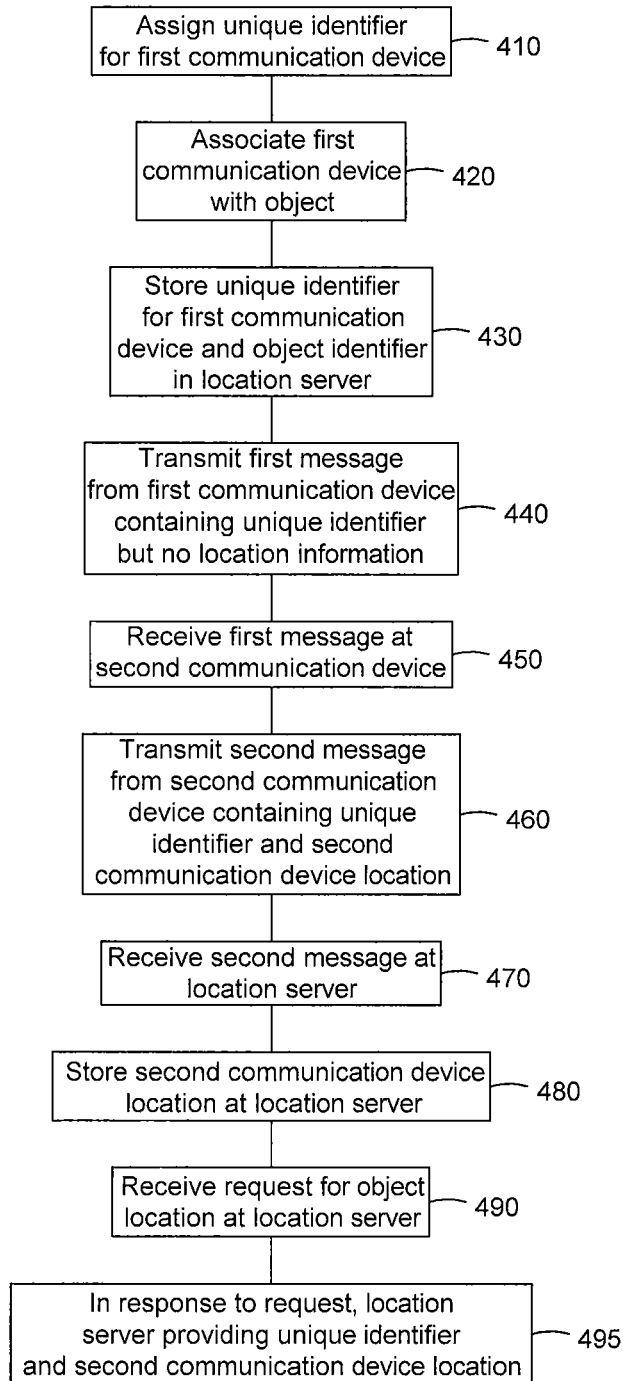 Assign unique identifier
for first communication device
410
Associate first
communication device
with object
420
Store unique identifier
for first communication
device and object identifier
in location server
430
Transmit first message
from first communication device
containing unique identifier
but no location information
440
Receive first message at
second communication device
450
Transmit second message
from second communication
device containing unique
identifier and second
communication device location
460
Receive second message at
location server
470
Store second communication device
location at location server
480
Receive request for object
location at location server
490
In response to request, location
server providing unique identifier
and second communication device location
495